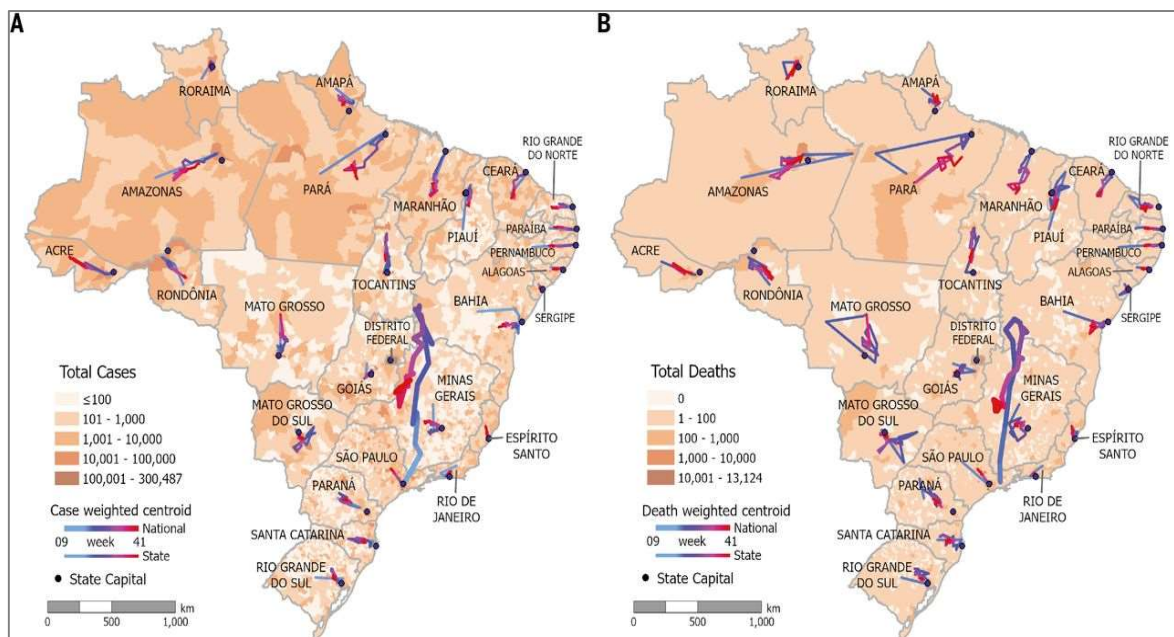 A
RORAIMA
AMAPÁ
RIO GRANDE
DO NORTE
CEARÁ
AMAZONAS
PARÁ
MARANHÃO
PARAÍBA
PIAUÍ
PERNAMBUCO
ACRE
ALAGOAS
RONDÔNIA
TOCANTINS
SERGIPE
MATO GROSSO
BAHIA
DISTRITO
FEDERAL
GOIÁS
MINAS
GERAIS
MATO GROSSO
DO SUL
ESPÍRITO
SANTO
SÃO PAULO
RIO DE
JANEIRO
PARANÁ
SANTA CATARINA
RIO GRANDE
DO SUL
Total Cases
≤100
101 - 1,000
1,001 - 10,000
10,001 - 100,000
100,001 - 300,487
Case weighted centroid
National
09 week 41
State
State Capital
km
0 500 1,000
B
RORAIMA
AMAPÁ
RIO GRANDE
DO NORTE
CEARÁ
AMAZONAS
PARÁ
MARANHÃO
PARAÍBA
PIAUÍ
PERNAMBUCO
ACRE
ALAGOAS
RONDÔNIA
TOCANTINS
SERGIPE
MATO GROSSO
BAHIA
DISTRITO
FEDERAL
GOIÁS
MINAS
GERAIS
MATO GROSSO
DO SUL
ESPÍRITO
SANTO
SÃO PAULO
RIO DE
JANEIRO
PARANÁ
SANTA CATARINA
RIO GRANDE
DO SUL
Total Deaths
0
1 - 100
100 - 1,000
1,000 - 10,000
10,001 - 13,124
Death weighted centroid
National
09 week 41
State
State Capital
km
0 500 1,000